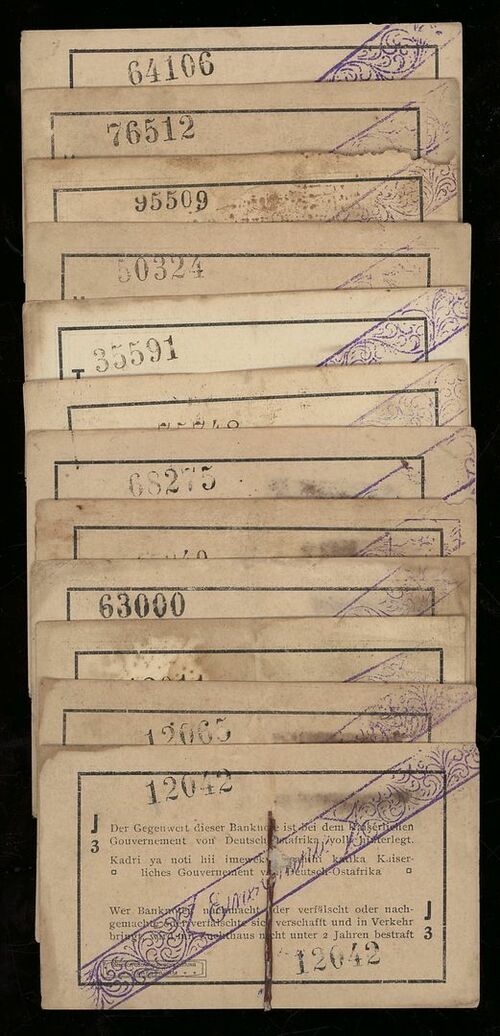 64106
76512
95509
50324
35591
T
68275
63000
12065
12042
J
3
Der Gegenwert dieser Banknote ist bei dem Kaiserlichen
Gouvernement von Deutsch-Ostafrika voll hinterlegt.
Kadri ya noti hii katika Kaiser-
liches Gouvernement von Deutsch-Ostafrika
Wer Banknoten nachmacht oder verfälscht oder nach-
gemachte oder verfälschte sich verschafft und in Verkehr
bringt, wird mit Zuchthaus nicht unter 2 Jahren bestraft
J
3
12042